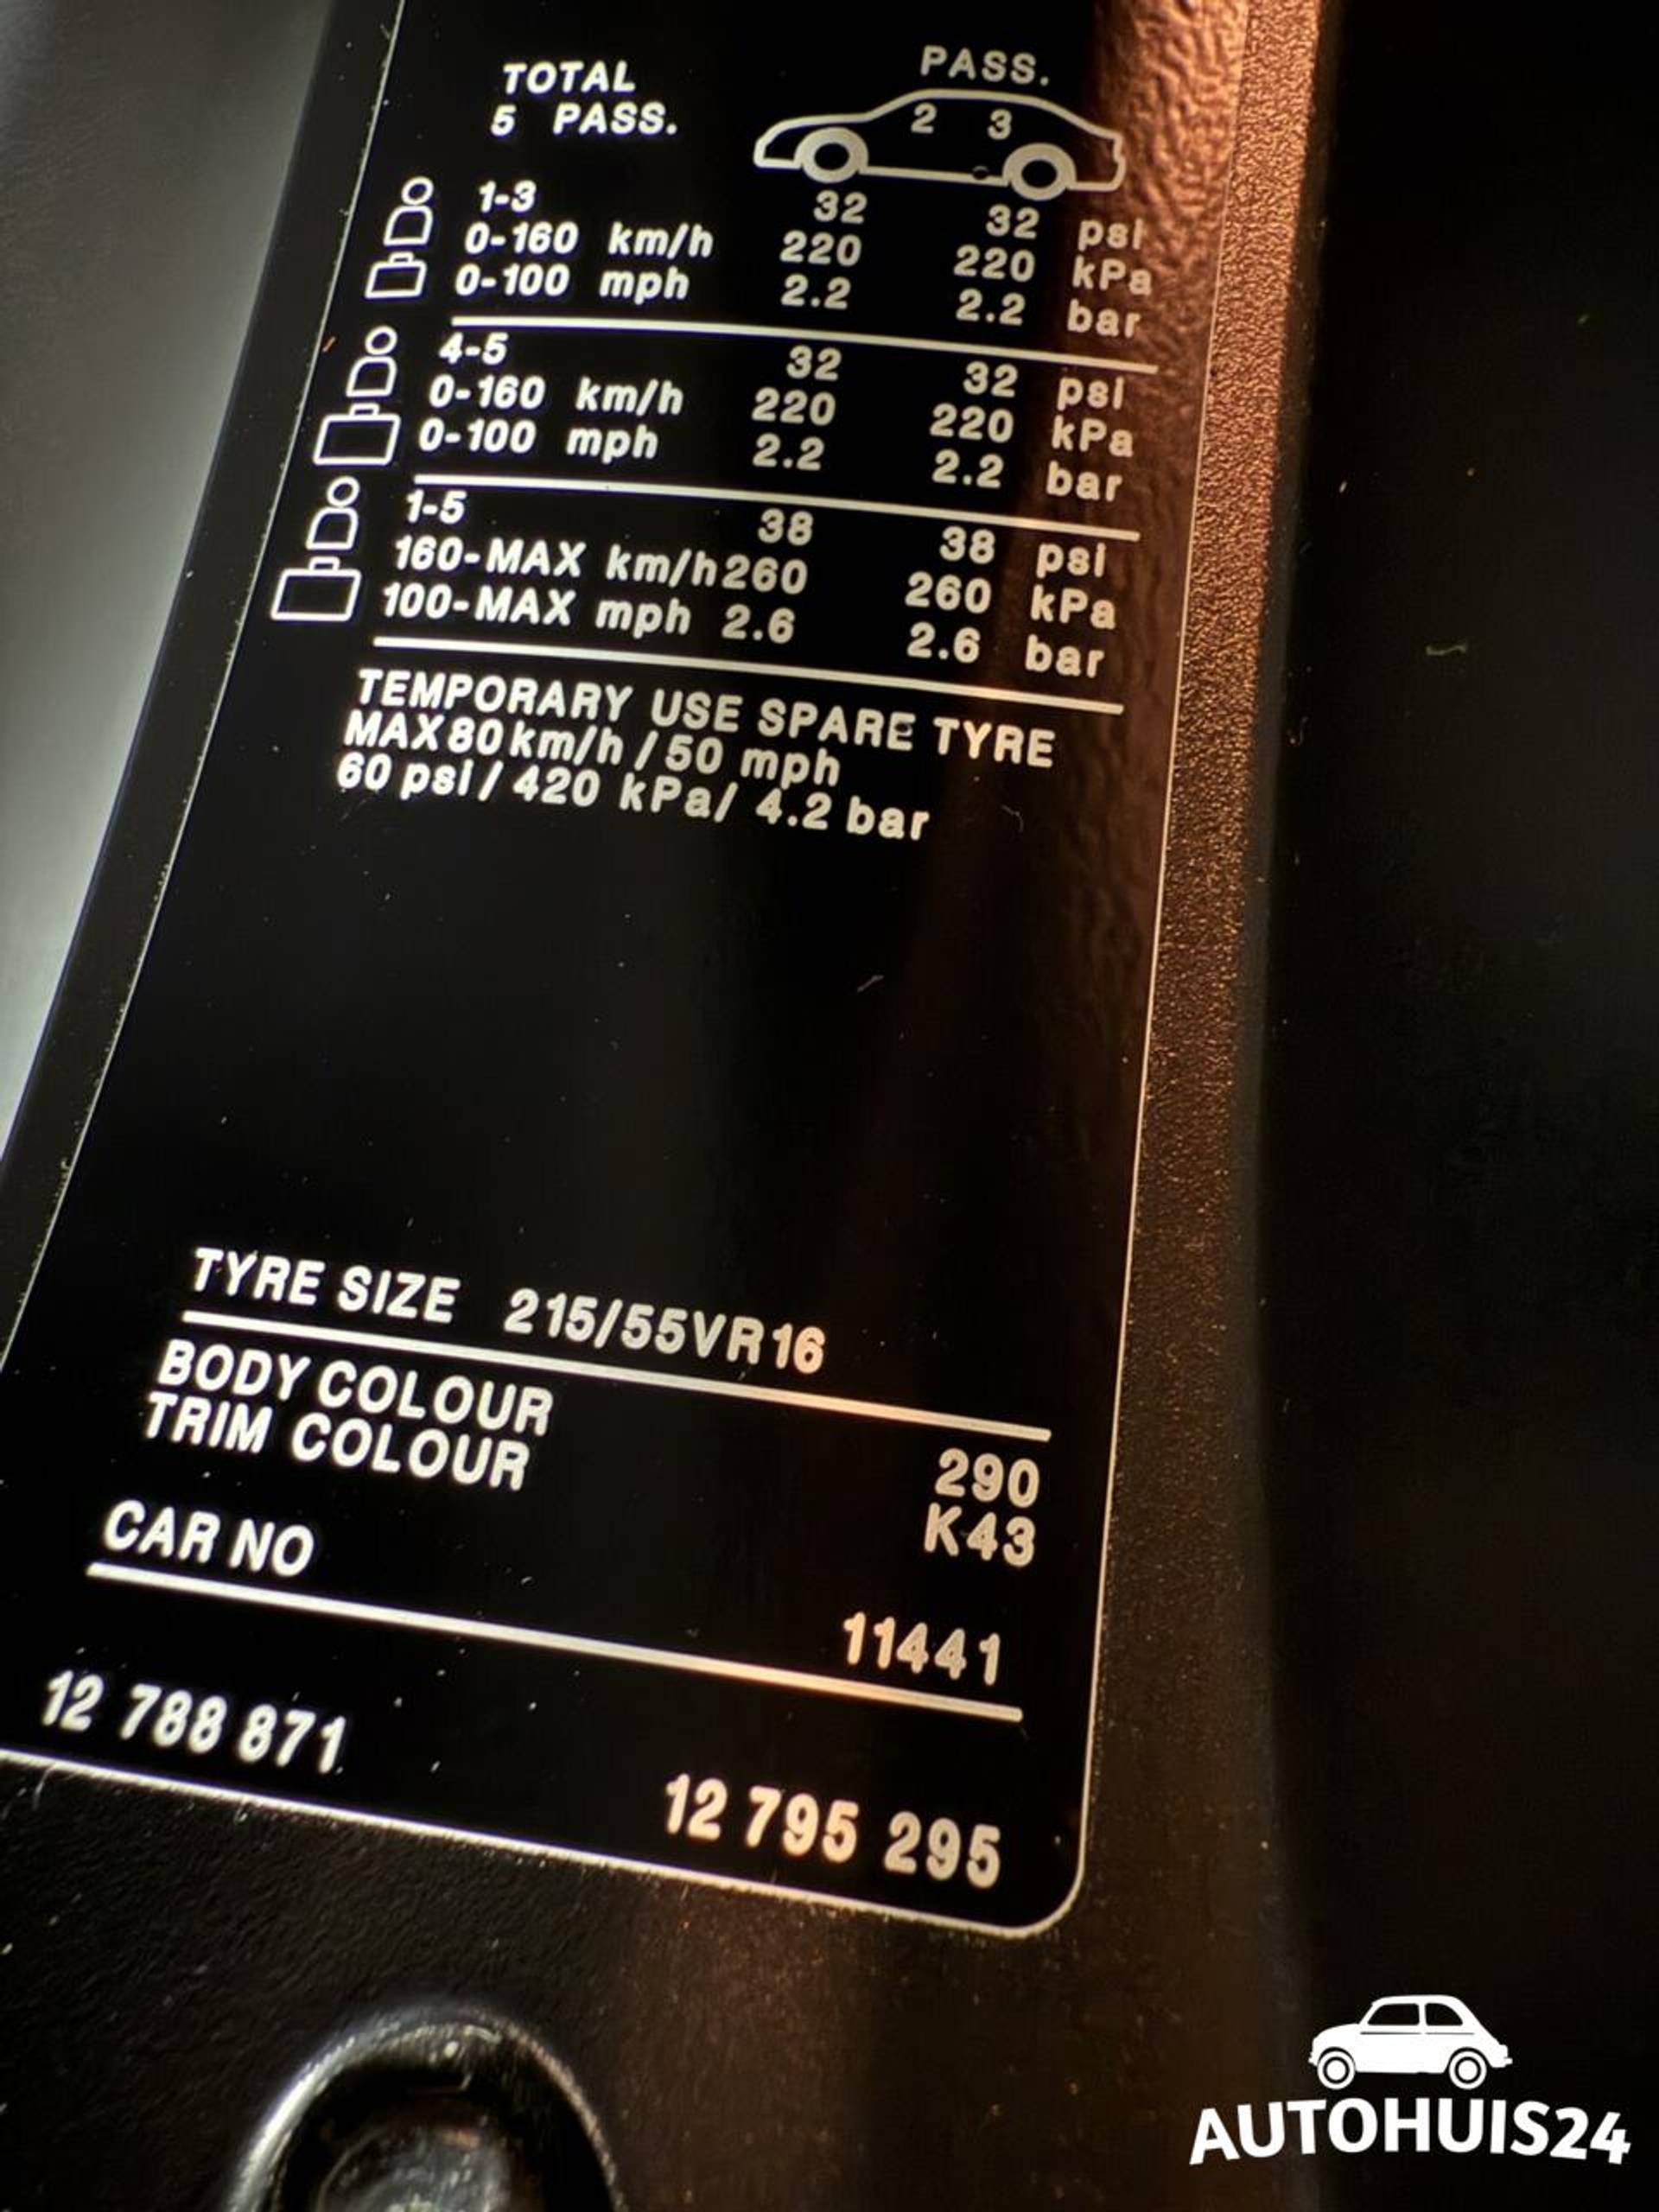 TOTAL PASS.
5 PASS. 2 3
1-3 32 32 psi
0-160 km/h 220 220 kPa
0-100 mph 2.2 2.2 bar
4-5 32 32 psi
0-160 km/h 220 220 kPa
0-100 mph 2.2 2.2 bar
1-5 38 38 psi
160-MAX km/h 260 260 kPa
100-MAX mph 2.6 2.6 bar
TEMPORARY USE SPARE TYRE
MAX 80 km/h / 50 mph
60 psi / 420 kPa / 4.2 bar
TYRE SIZE 215/55VR16
BODY COLOUR 290
TRIM COLOUR K43
CAR NO 11441
12 788 871 12 795 295
AUTOHUIS24